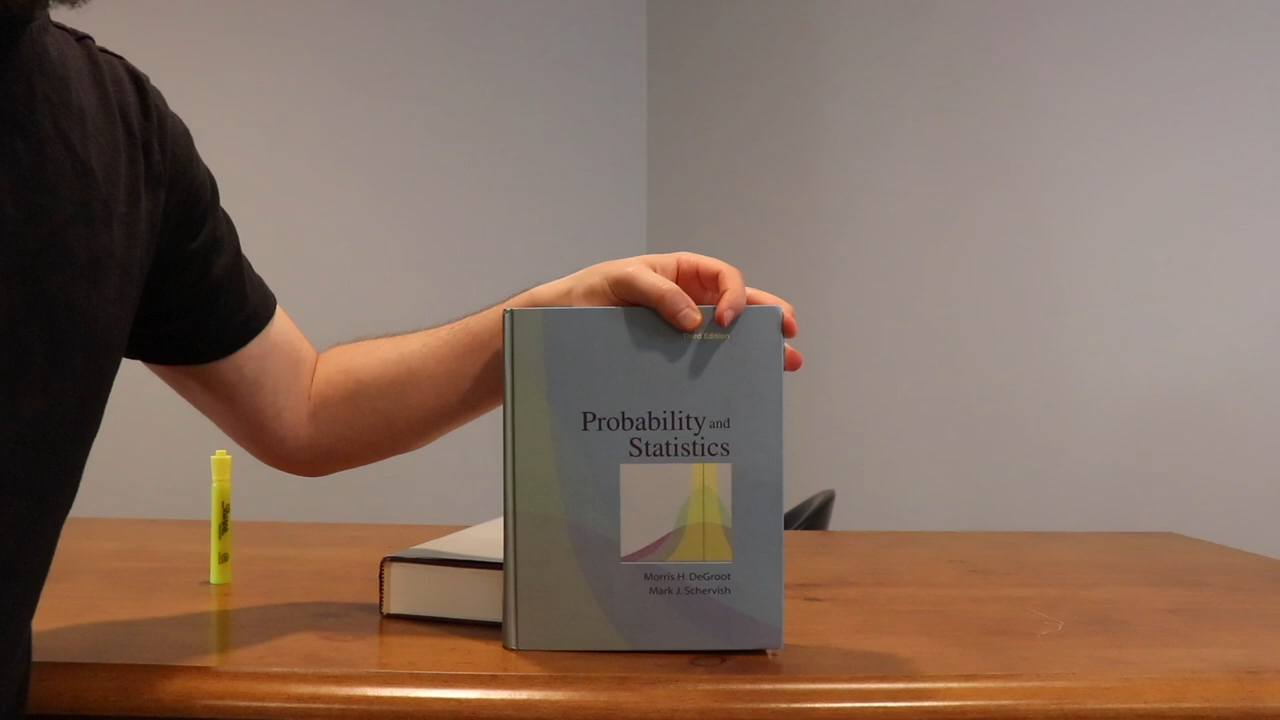 Third Edition
Probability and
Statistics
Morris H. DeGroot
Mark J. Schervish